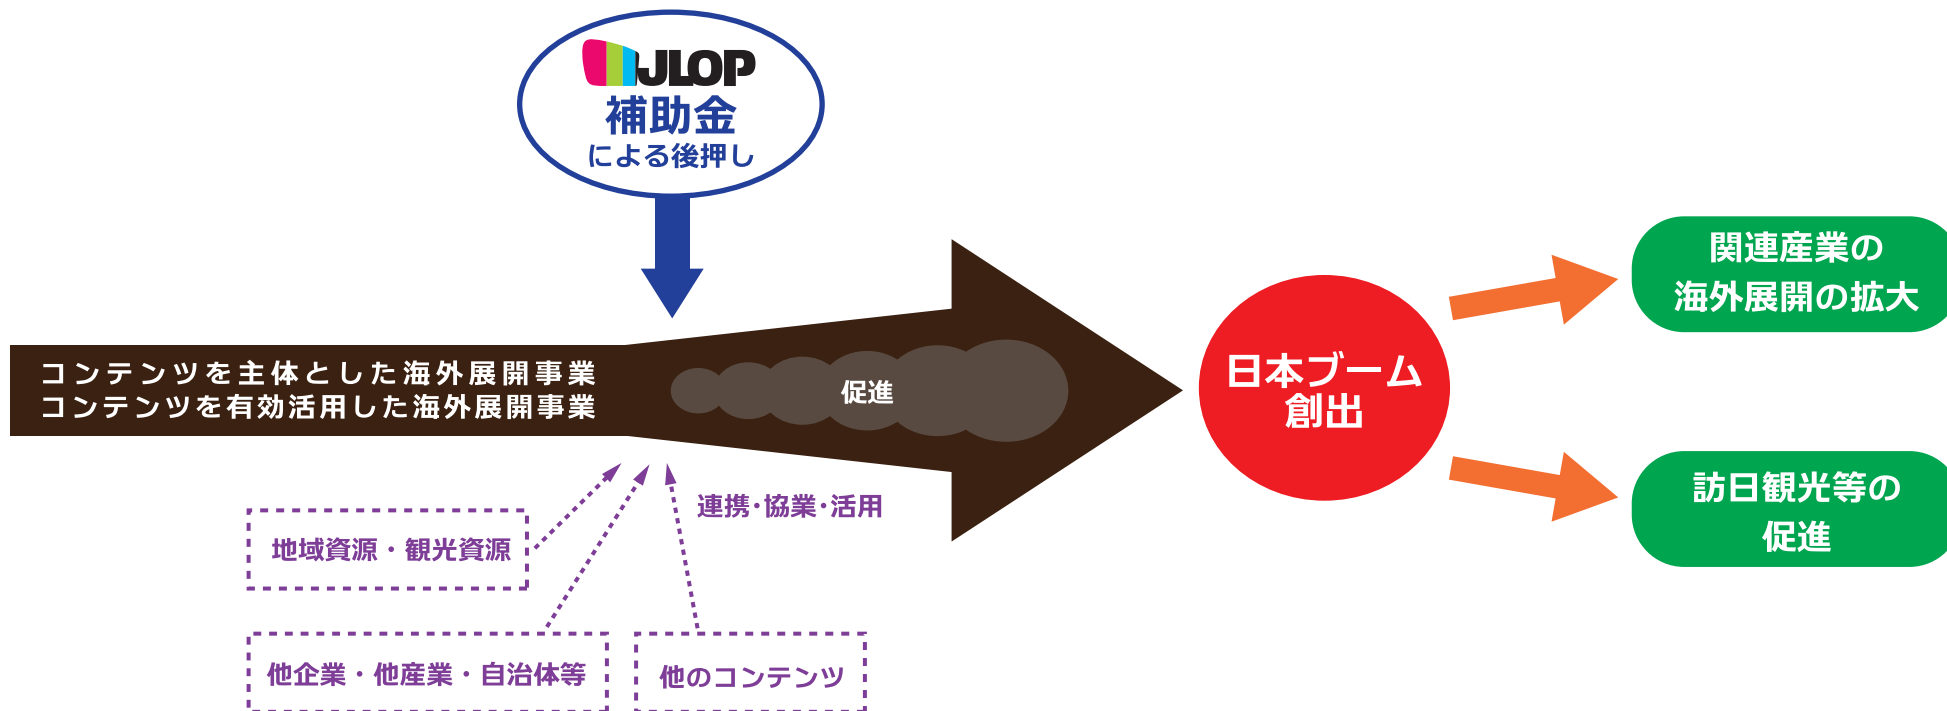 JLOP
補助金
による後押し
コンテンツを主体とした海外展開事業
コンテンツを有効活用した海外展開事業
促進
日本ブーム
創出
関連産業の
海外展開の拡大
訪日観光等の
促進
連携・協業・活用
地域資源・観光資源
他企業・他産業・自治体等
他のコンテンツ